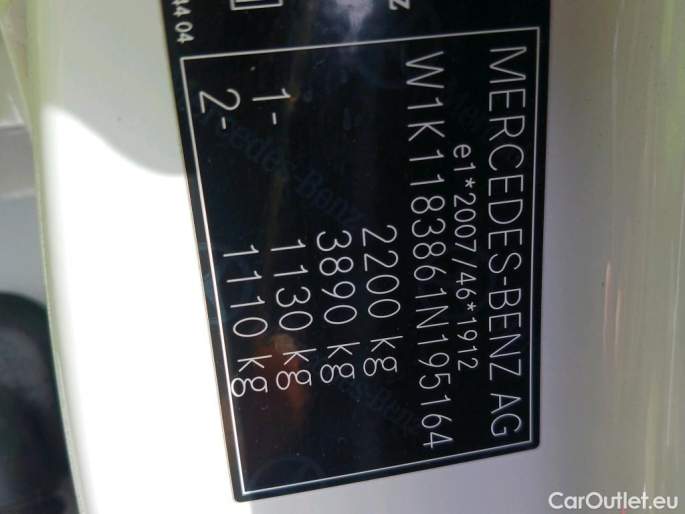 MERCEDES-BENZ AG
e1*2007/46*1912
W1K1183861N195164
2200 kg
3890 kg
1- 1130 kg
2- 1110 kg
CarOutlet.eu